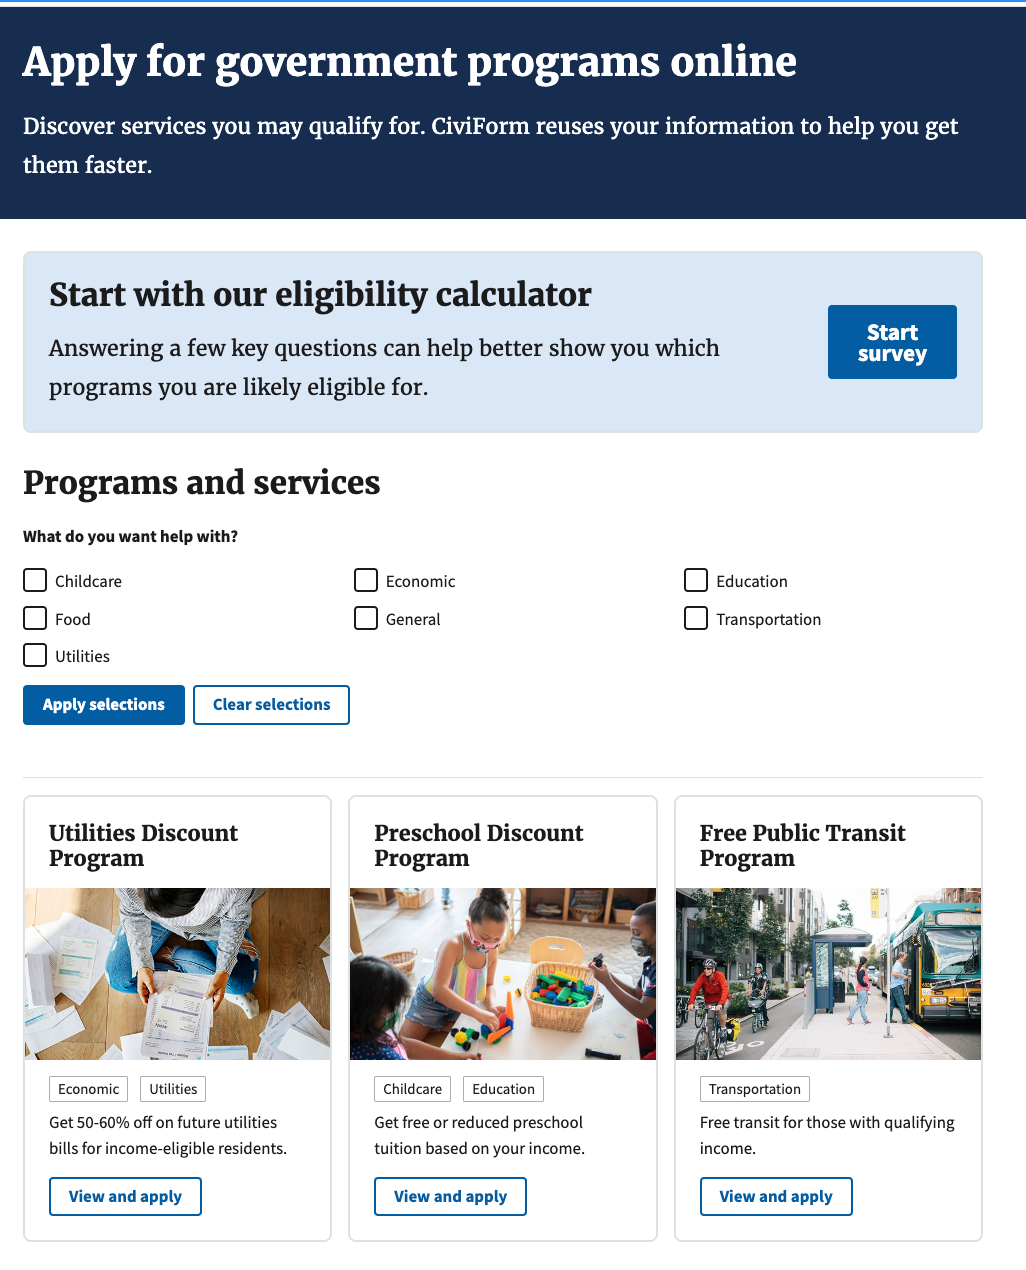 Apply for government programs online
Discover services you may qualify for. CiviForm reuses your information to help you get
them faster.
Start with our eligibility calculator
Answering a few key questions can help better show you which
programs you are likely eligible for.
Start
survey
Programs and services
What do you want help with?
Childcare
Economic
Education
Food
General
Transportation
Utilities
Apply selections
Clear selections
Utilities Discount
Program
Economic
Utilities
Get 50-60% off on future utilities
bills for income-eligible residents.
View and apply
Preschool Discount
Program
Childcare
Education
Get free or reduced preschool
tuition based on your income.
View and apply
Free Public Transit
Program
Transportation
Free transit for those with qualifying
income.
View and apply